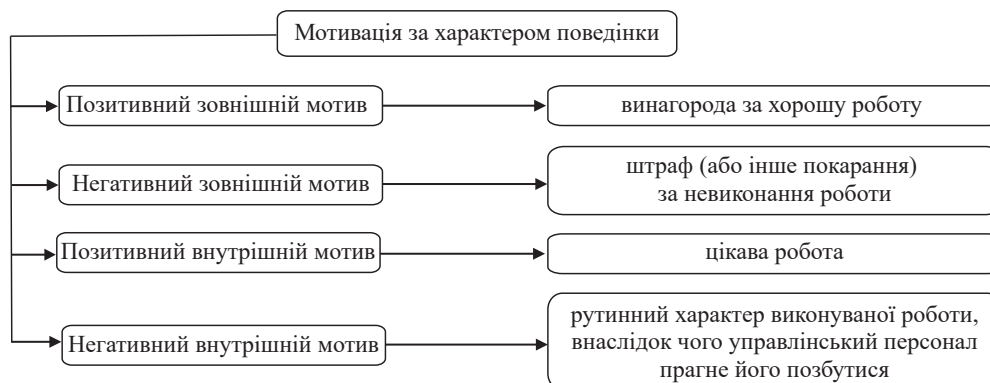 Мотивація за характером поведінки
Позитивний зовнішній мотив
винагорода за хорошу роботу
Негативний зовнішній мотив
штраф (або інше покарання)
за невиконання роботи
Позитивний внутрішній мотив
цікава робота
Негативний внутрішній мотив
рутинний характер виконуваної роботи,
внаслідок чого управлінський персонал
прагне його позбутися